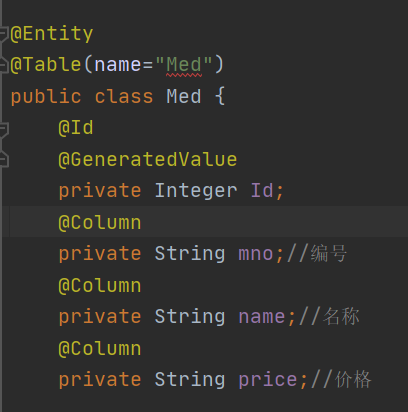 @Entity
@Table(name="Med")
public class Med {
@Id
@GeneratedValue
private Integer Id;
@Column
private String mno;//编号
@Column
private String name;//名称
@Column
private String price;//价格